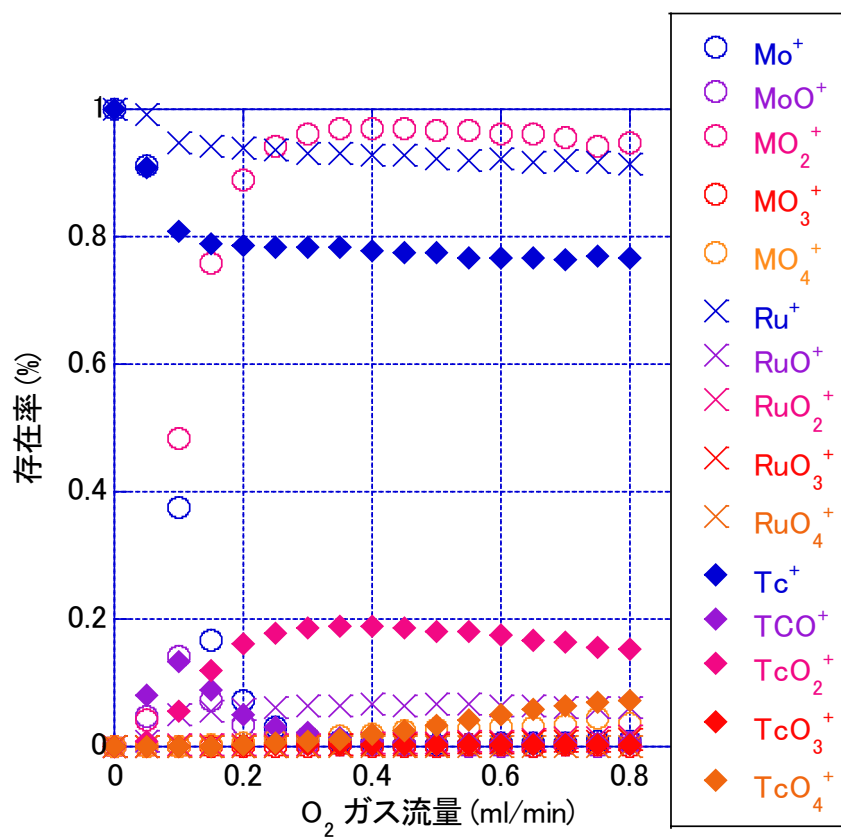 1
0.8
0.6
0.4
0.2
0
0
0.2
0.4
0.6
0.8
存在率 (%)
O₂ ガス流量 (ml/min)
Mo⁺
MoO⁺
MO₂⁺
MO₃⁺
MO₄⁺
Ru⁺
RuO⁺
RuO₂⁺
RuO₃⁺
RuO₄⁺
Tc⁺
TCO⁺
TcO₂⁺
TcO₃⁺
TcO₄⁺